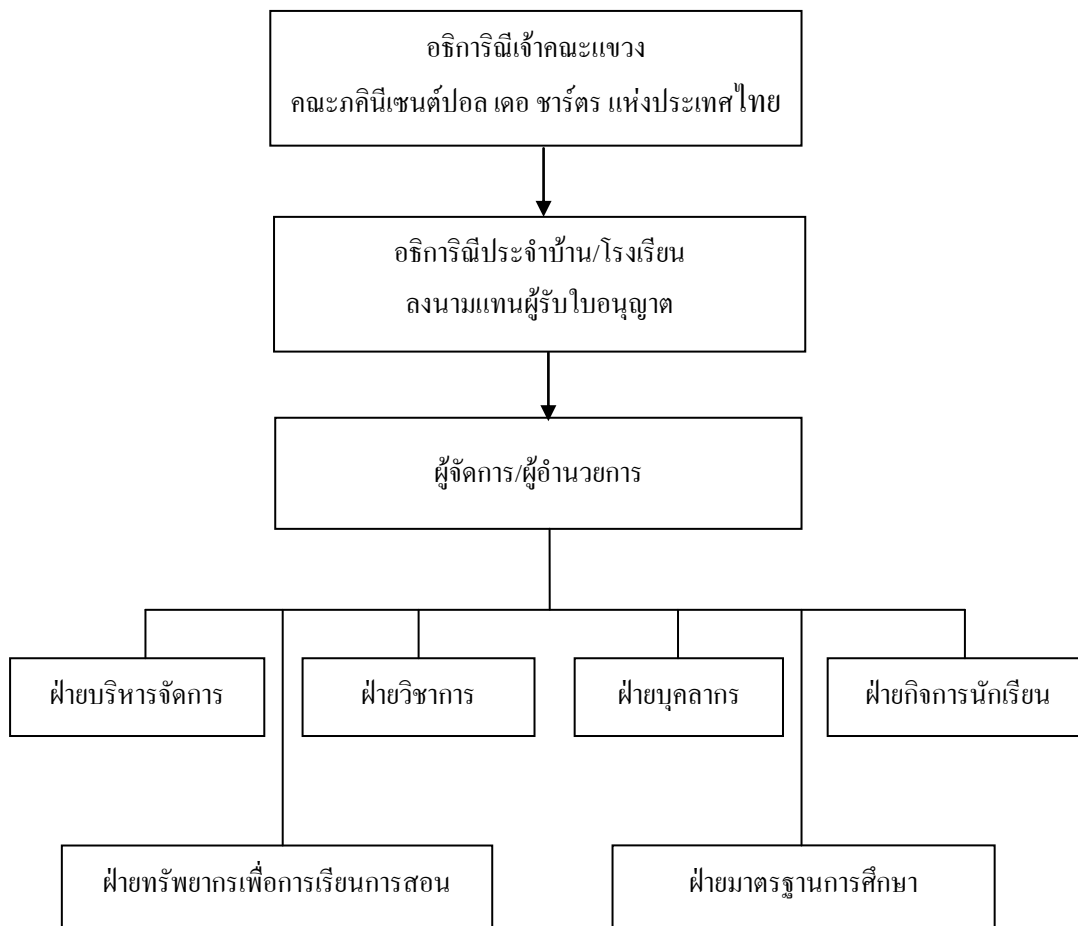 อธิการิณีเจ้าคณะแขวง
คณะภคินีเซนต์ปอล เดอ ชาร์ตร แห่งประเทศไทย
อธิการิณีประจำบ้าน/โรงเรียน
ลงนามแทนผู้รับใบอนุญาต
ผู้จัดการ/ผู้อำนวยการ
ฝ่ายบริหารจัดการ
ฝ่ายวิชาการ
ฝ่ายบุคลากร
ฝ่ายกิจการนักเรียน
ฝ่ายทรัพยากรเพื่อการเรียนการสอน
ฝ่ายมาตรฐานการศึกษา